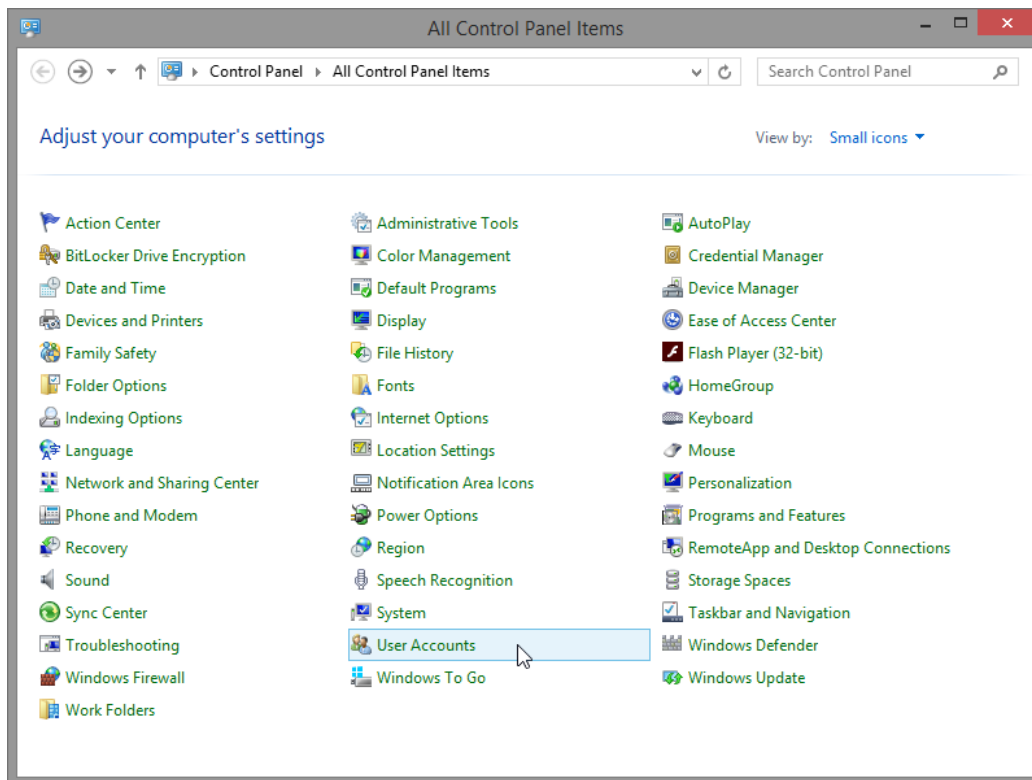 All Control Panel Items
Control Panel All Control Panel Items Search Control Panel
Adjust your computer's settings View by: Small icons
Action Center Administrative Tools AutoPlay
BitLocker Drive Encryption Color Management Credential Manager
Date and Time Default Programs Device Manager
Devices and Printers Display Ease of Access Center
Family Safety File History Flash Player (32-bit)
Folder Options Fonts HomeGroup
Indexing Options Internet Options Keyboard
Language Location Settings Mouse
Network and Sharing Center Notification Area Icons Personalization
Phone and Modem Power Options Programs and Features
Recovery Region RemoteApp and Desktop Connections
Sound Speech Recognition Storage Spaces
Sync Center System Taskbar and Navigation
Troubleshooting User Accounts Windows Defender
Windows Firewall Windows To Go Windows Update
Work Folders